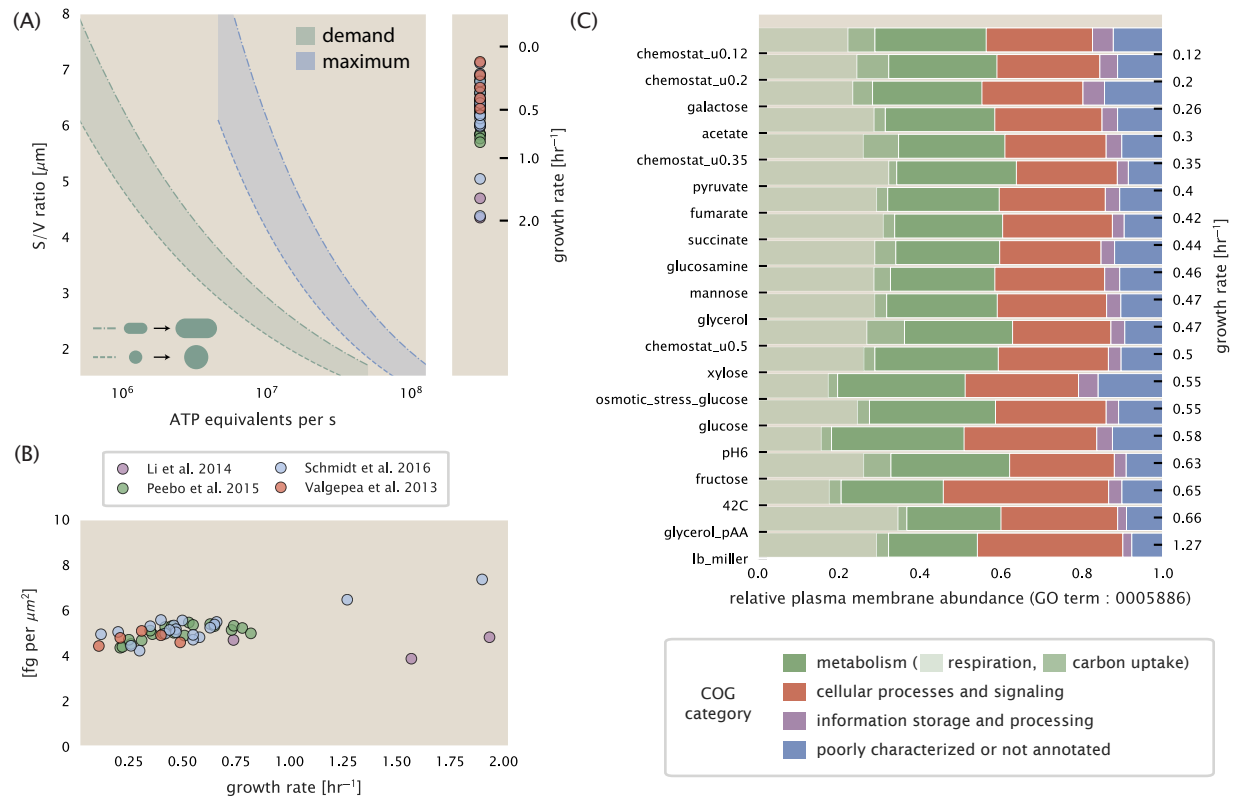 (A)
8
7
6
5
4
3
2
S/V ratio [μm]
demand
maximum
10⁶
10⁷
10⁸
ATP equivalents per s
0.0
0.5
1.0
2.0
growth rate [hr⁻¹]
(B)
Li et al. 2014
Schmidt et al. 2016
Peebo et al. 2015
Valgepea et al. 2013
10
8
6
4
2
0
[fg per μm²]
0.25
0.50
0.75
1.00
1.25
1.50
1.75
2.00
growth rate [hr⁻¹]
(C)
chemostat_u0.12
0.12
chemostat_u0.2
0.2
galactose
0.26
acetate
0.3
chemostat_u0.35
0.35
pyruvate
0.4
fumarate
0.42
succinate
0.44
glucosamine
0.46
mannose
0.47
glycerol
0.47
chemostat_u0.5
0.5
xylose
0.55
osmotic_stress_glucose
0.55
glucose
0.58
pH6
0.63
fructose
0.65
42C
0.66
glycerol_pAA
1.27
lb_miller
growth rate [hr⁻¹]
0.0
0.2
0.4
0.6
0.8
1.0
relative plasma membrane abundance (GO term : 0005886)
COG
category
metabolism ( respiration, carbon uptake)
cellular processes and signaling
information storage and processing
poorly characterized or not annotated